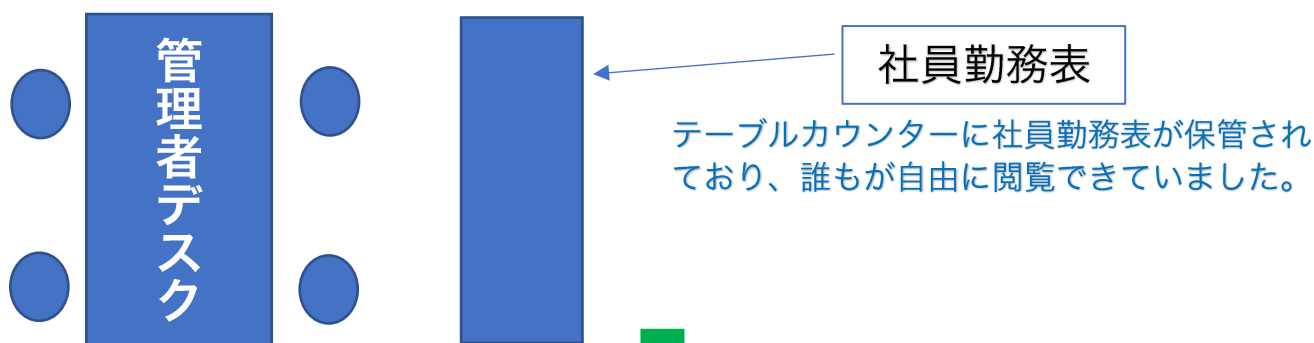 管理者デスク
社員勤務表
テーブルカウンターに社員勤務表が保管され
ており、誰もが自由に閲覧できていました。